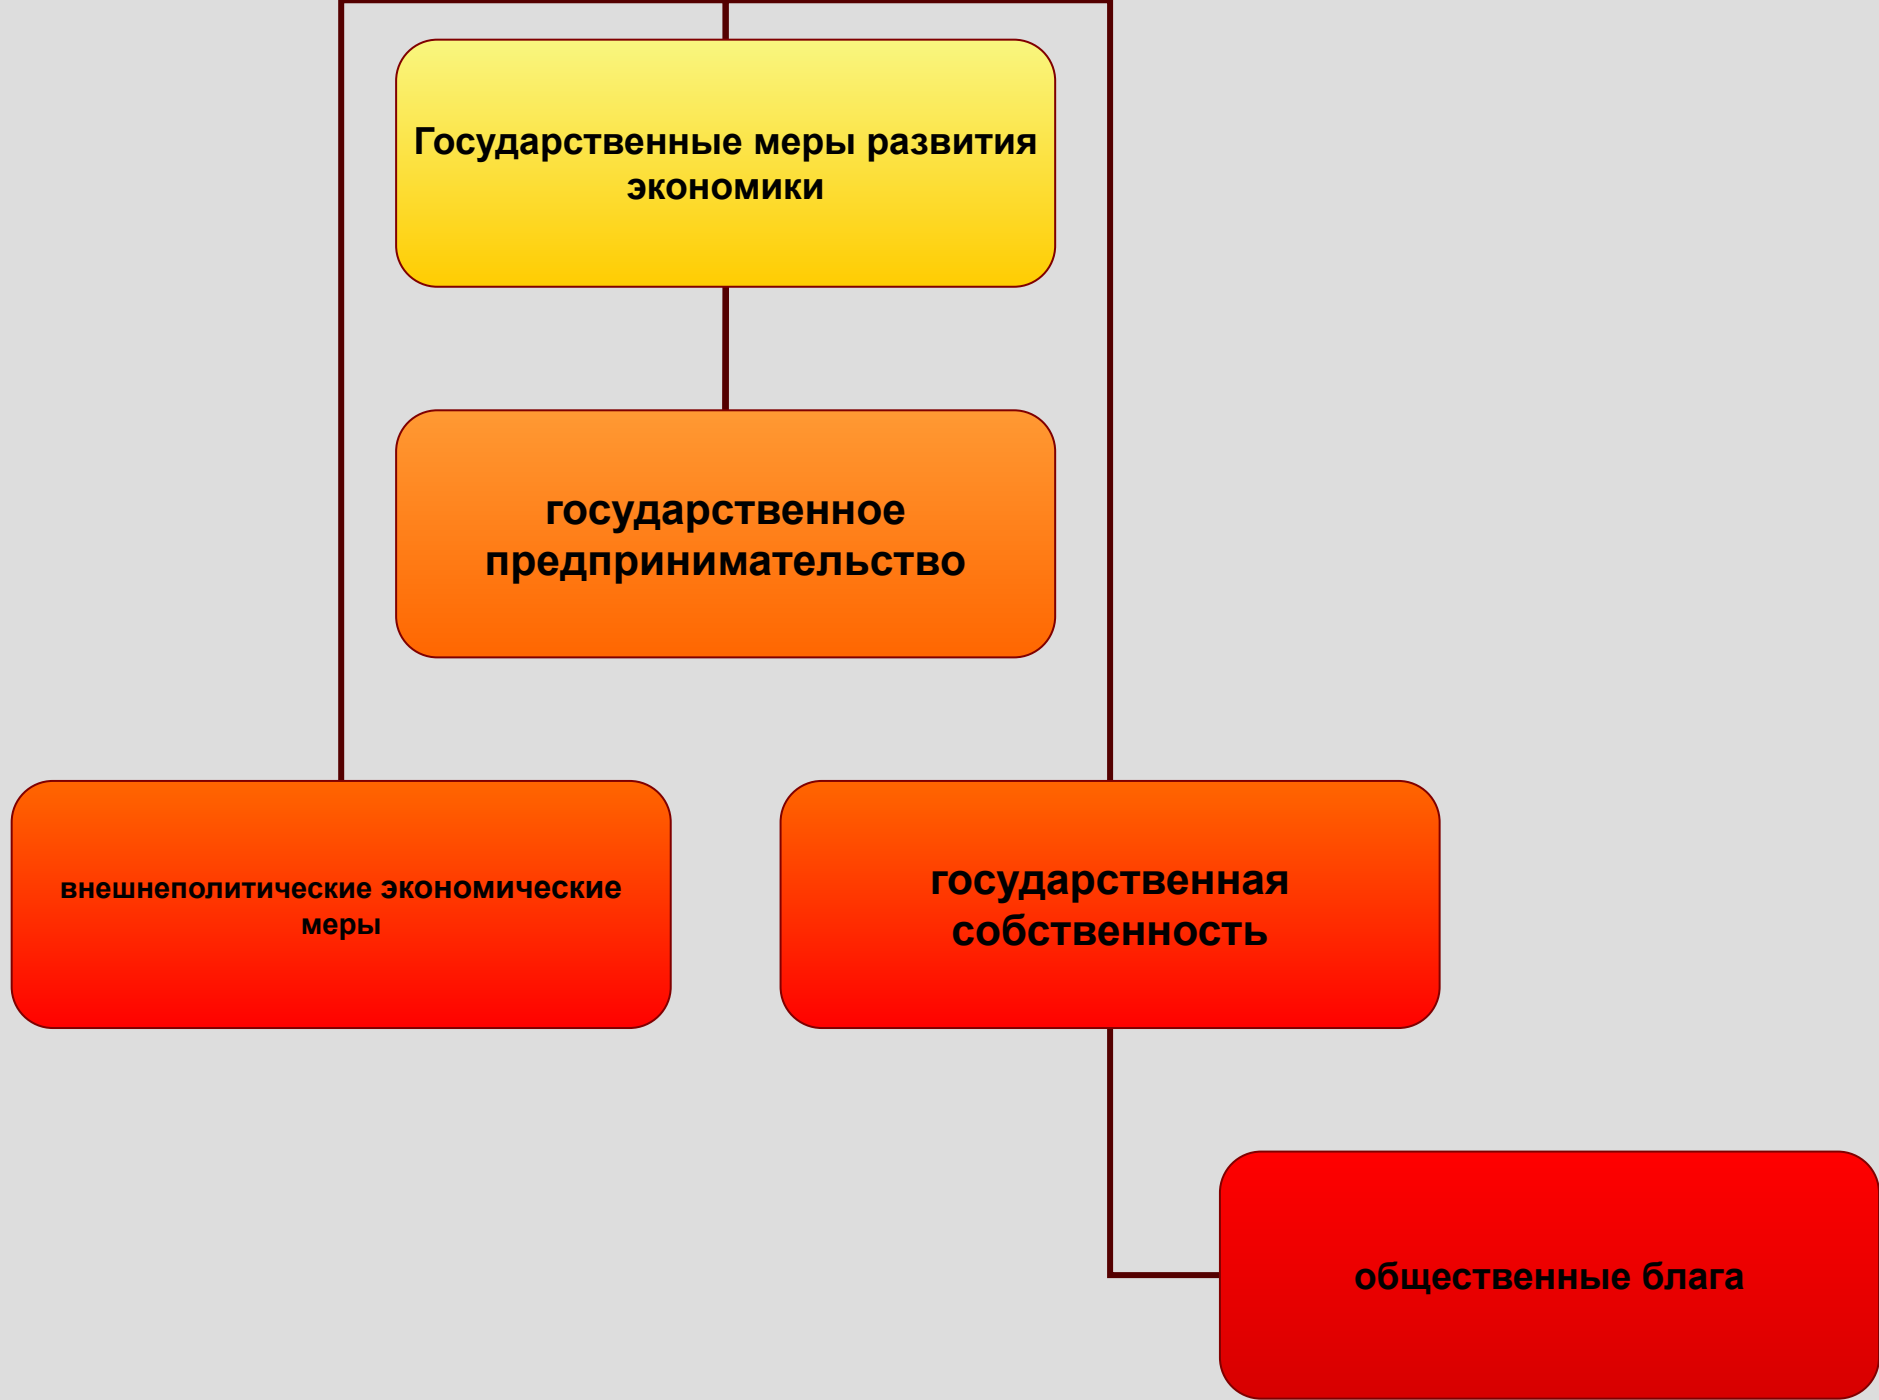 Государственные меры развития
экономики
государственное
предпринимательство
внешнеполитические экономические
меры
государственная
собственность
общественные блага